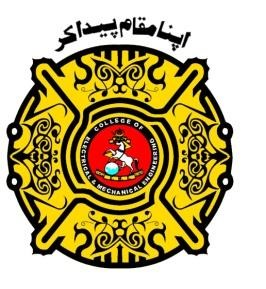 اپنا مقام پیدا کر
COLLEGE OF
ELECTRICAL & MECHANICAL ENGINEERING